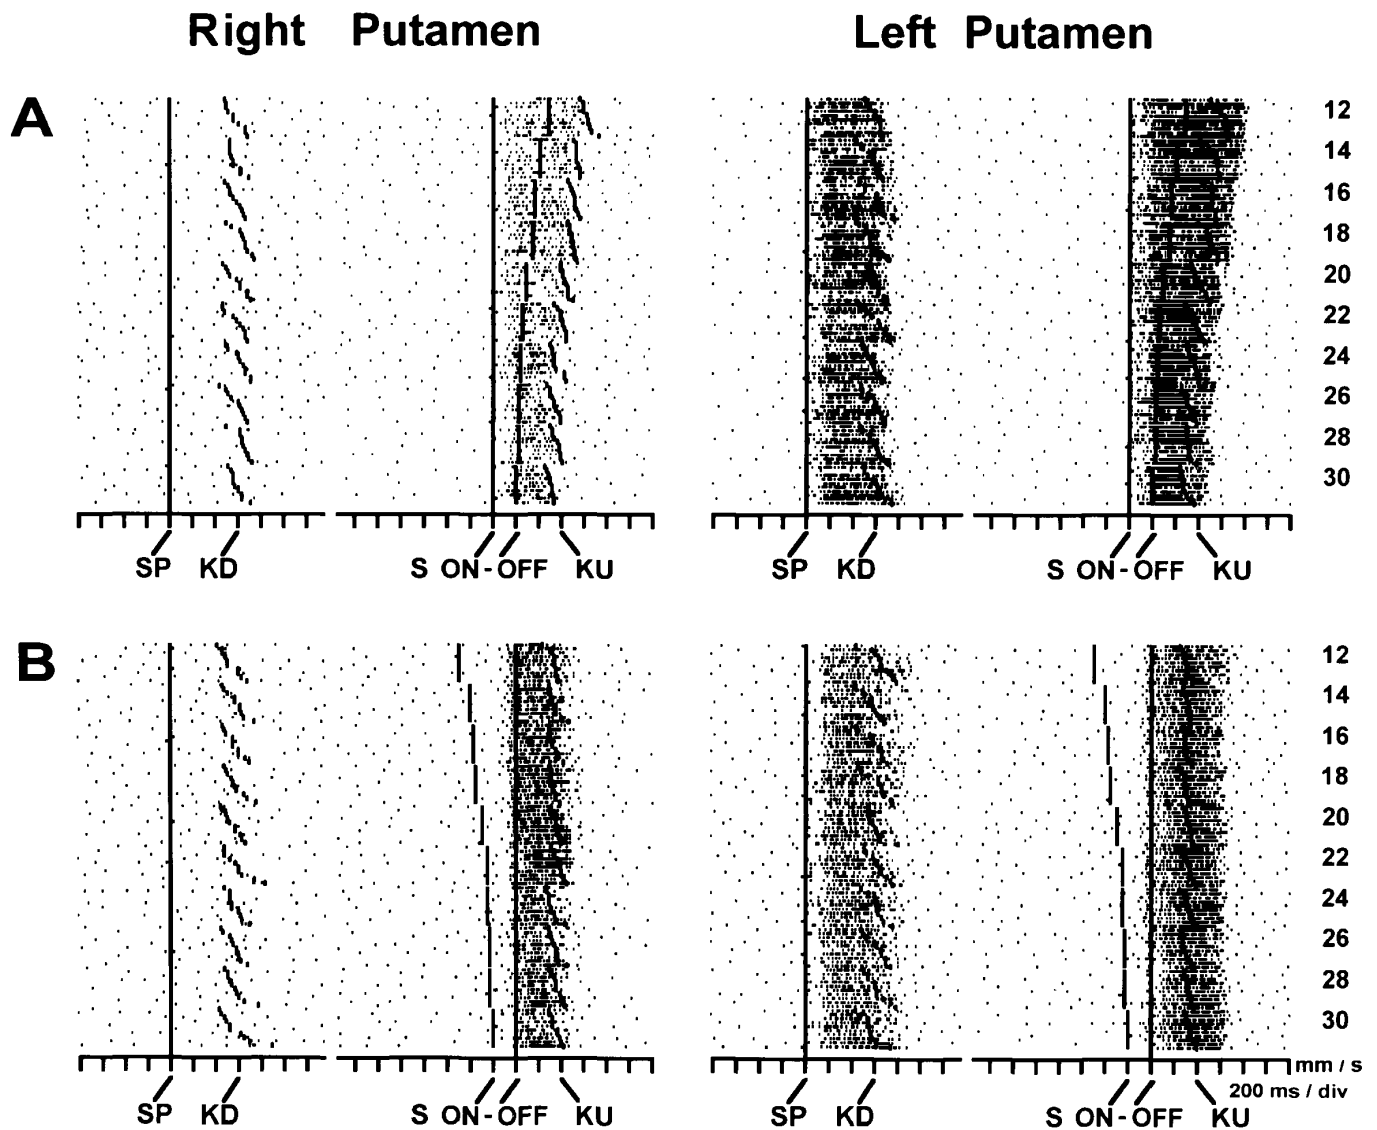 Right Putamen Left Putamen
A
12
14
16
18
20
22
24
26
28
30
SP KD S ON-OFF KU SP KD S ON-OFF KU
B
12
14
16
18
20
22
24
26
28
30
mm / s
200 ms / div
SP KD S ON-OFF KU SP KD S ON-OFF KU